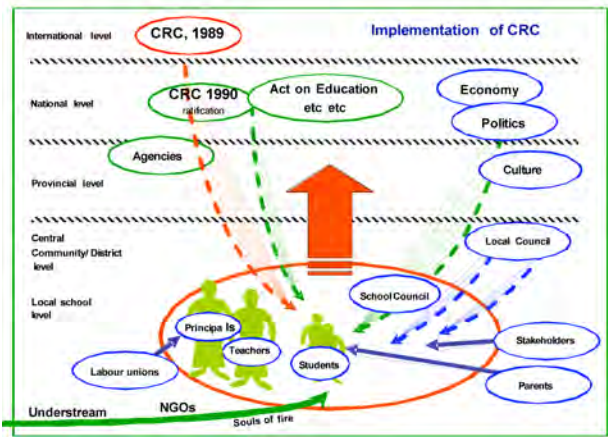 Implementation of CRC
International level
CRC, 1989
National level
CRC 1990
ratification
Act on Education
etc etc
Economy
Politics
Agencies
Provincial level
Culture
Central
Community/ District
level
Local Council
Local school
level
School Council
Principa ls
Teachers
Students
Stakeholders
Labour unions
Parents
Understream
NGOs
Souls of fire